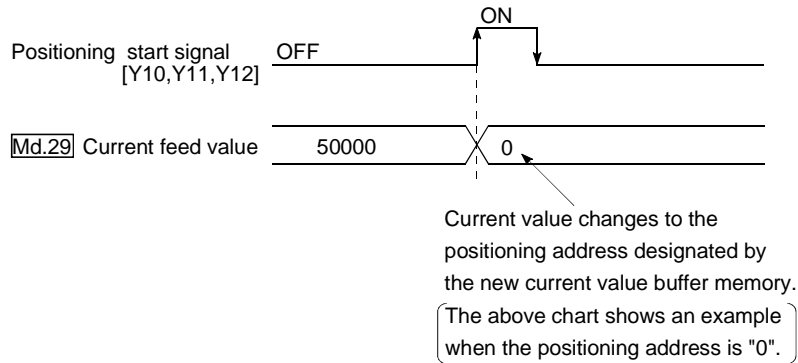 ON
Positioning start signal OFF
[Y10,Y11,Y12]
Md.29 Current feed value 50000 0
Current value changes to the
positioning address designated by
the new current value buffer memory.
The above chart shows an example
when the positioning address is "0".